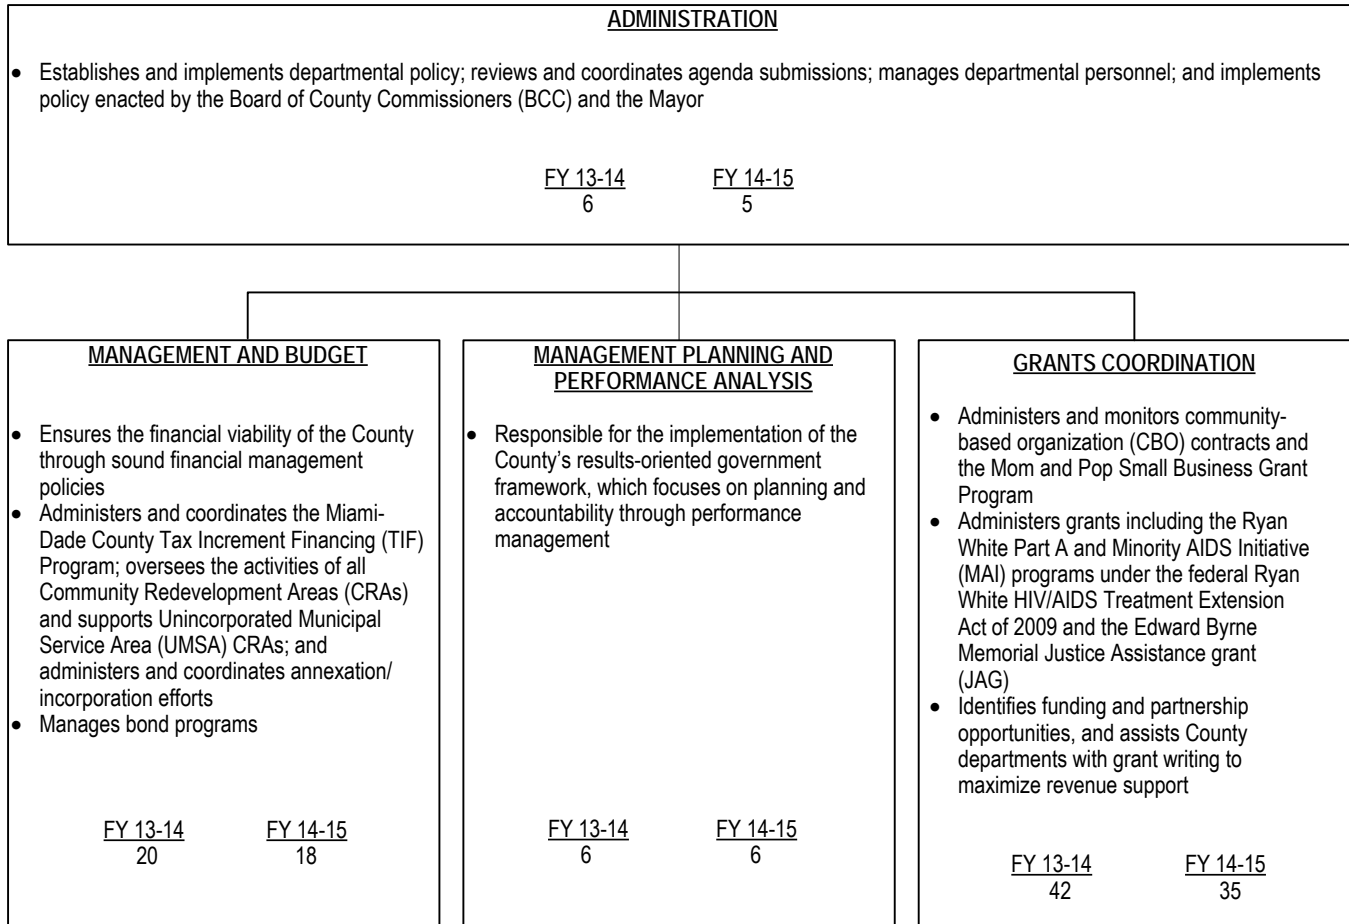 ADMINISTRATION
• Establishes and implements departmental policy; reviews and coordinates agenda submissions; manages departmental personnel; and implements
policy enacted by the Board of County Commissioners (BCC) and the Mayor
FY 13-14 FY 14-15
6 5
MANAGEMENT AND BUDGET
• Ensures the financial viability of the County
through sound financial management
policies
• Administers and coordinates the Miami-
Dade County Tax Increment Financing (TIF)
Program; oversees the activities of all
Community Redevelopment Areas (CRAs)
and supports Unincorporated Municipal
Service Area (UMSA) CRAs; and
administers and coordinates annexation/
incorporation efforts
• Manages bond programs
FY 13-14 FY 14-15
20 18
MANAGEMENT PLANNING AND
PERFORMANCE ANALYSIS
• Responsible for the implementation of the
County's results-oriented government
framework, which focuses on planning and
accountability through performance
management
FY 13-14 FY 14-15
6 6
GRANTS COORDINATION
• Administers and monitors community-
based organization (CBO) contracts and
the Mom and Pop Small Business Grant
Program
• Administers grants including the Ryan
White Part A and Minority AIDS Initiative
(MAI) programs under the federal Ryan
White HIV/AIDS Treatment Extension
Act of 2009 and the Edward Byrne
Memorial Justice Assistance grant
(JAG)
• Identifies funding and partnership
opportunities, and assists County
departments with grant writing to
maximize revenue support
FY 13-14 FY 14-15
42 35